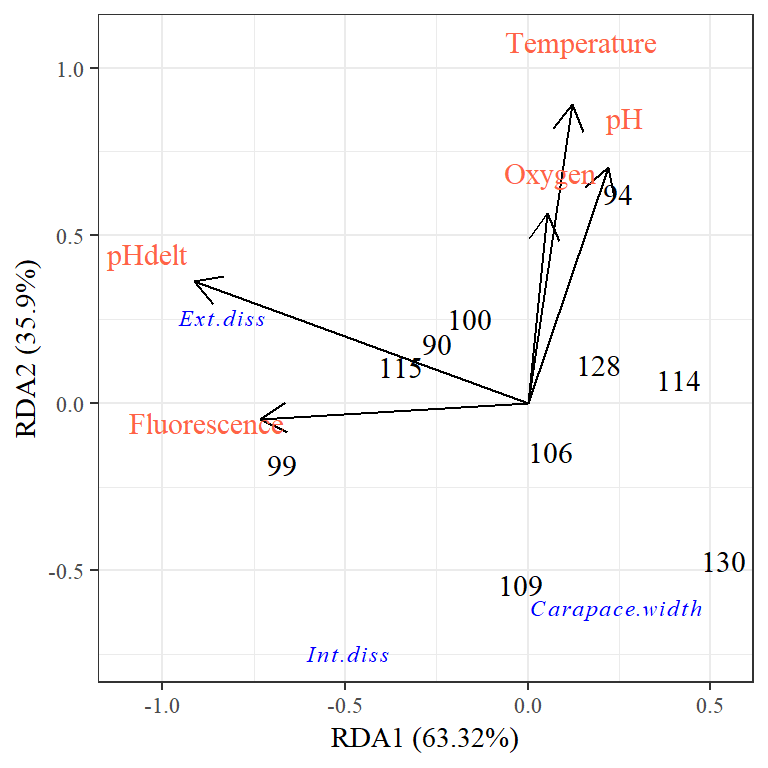 Temperature
1.0
pH
Oxygen
94
0.5
pHdelt
Ext.diss
100
90
115
128
114
0.0
Fluorescence
106
99
130
-0.5
109
Carapace.width
Int.diss
-1.0
-0.5
0.0
0.5
RDA1 (63.32%)
RDA2 (35.9%)